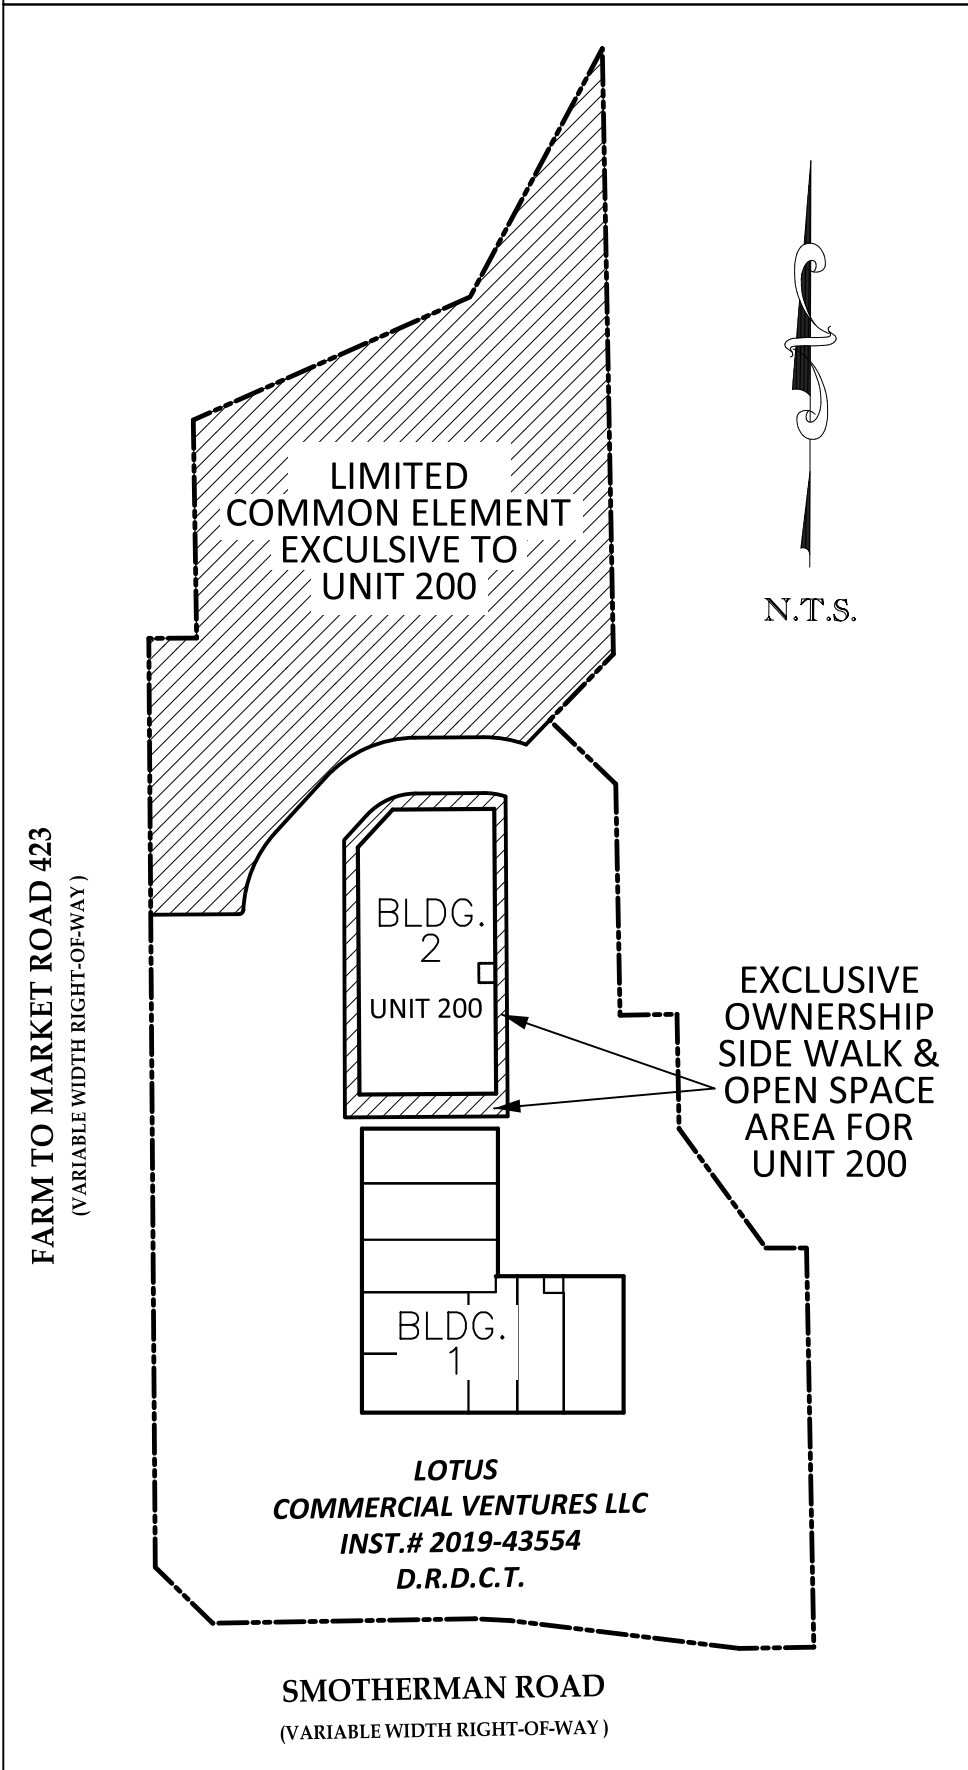 LIMITED
COMMON ELEMENT
EXCULSIVE TO
UNIT 200
N.T.S.
BLDG.
2
UNIT 200
EXCLUSIVE
OWNERSHIP
SIDE WALK &
OPEN SPACE
AREA FOR
UNIT 200
FARM TO MARKET ROAD 423
(VARIABLE WIDTH RIGHT-OF-WAY )
BLDG.
1
LOTUS
COMMERCIAL VENTURES LLC
INST.# 2019-43554
D.R.D.C.T.
SMOTHERMAN ROAD
(VARIABLE WIDTH RIGHT-OF-WAY )